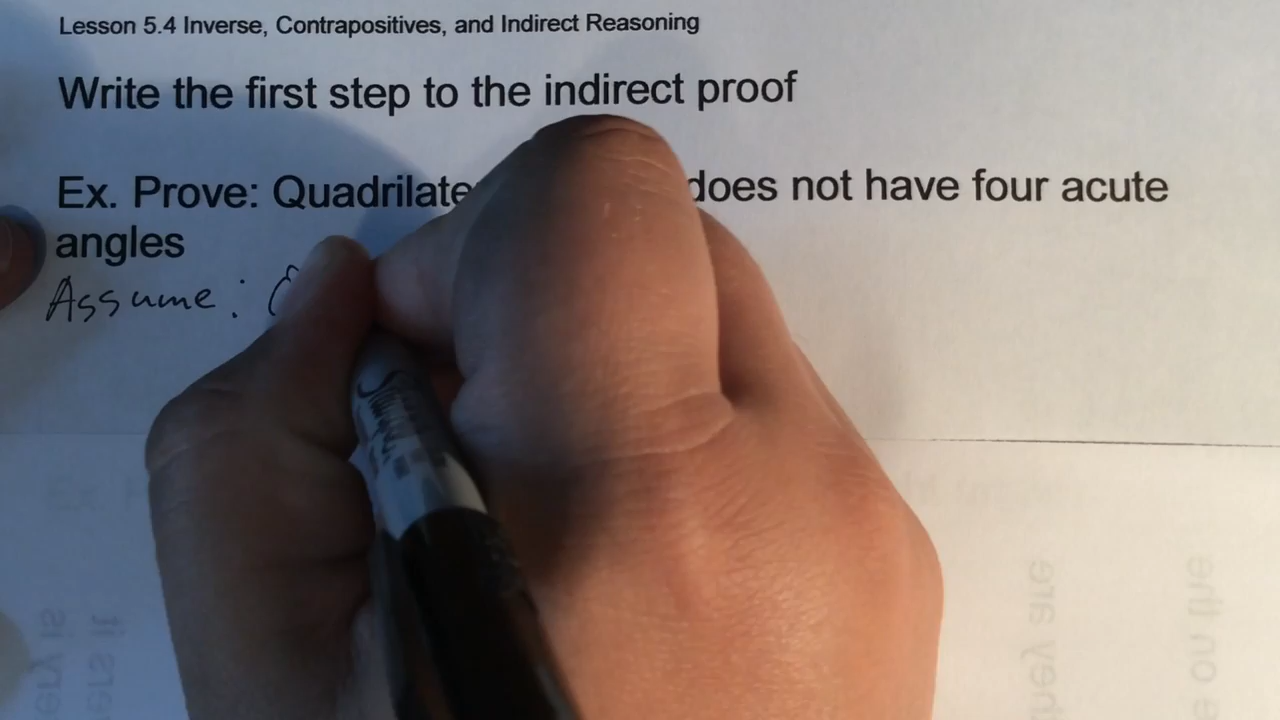 Lesson 5.4 Inverse, Contrapositives, and Indirect Reasoning
Write the first step to the indirect proof
Ex. Prove: Quadrilate does not have four acute
angles
Assume: